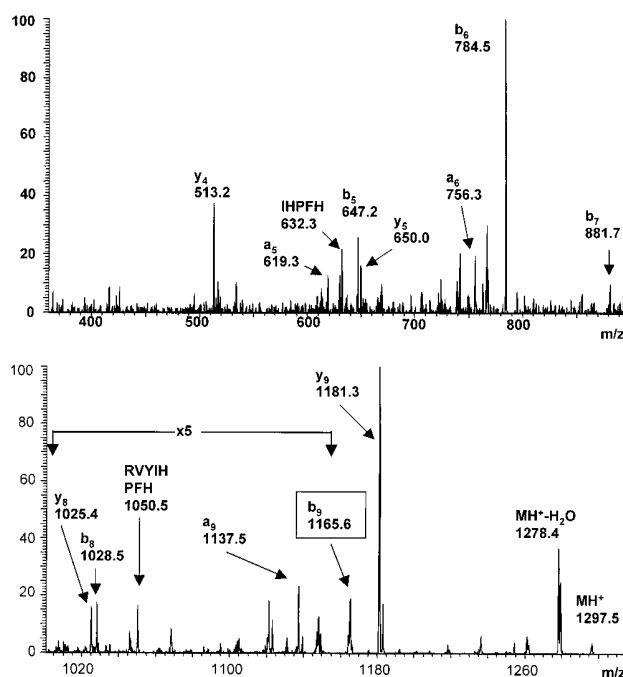 100
b6
784.5
80
60
y4
513.2
40
IHPFH
632.3
b5
647.2
a6
756.3
b7
881.7
y5
650.0
a5
619.3
20
0
400
500
600
700
800
m/z
100
y9
1181.3
80
x5
RVYIH
PFH
1050.5
60
y8
1025.4
b8
1028.5
a9
1137.5
b9
1165.6
MH+-H2O
1278.4
40
MH+
1297.5
20
0
1020
1100
1180
1260
m/z